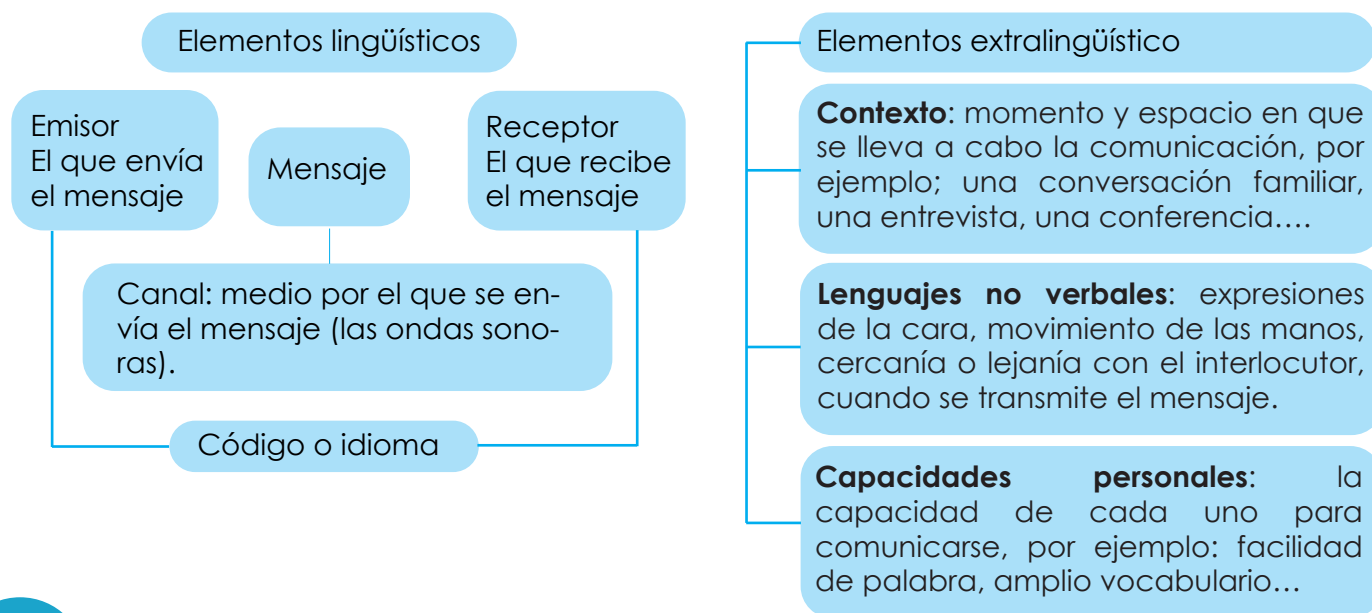 Elementos lingüísticos
Emisor
El que envía
el mensaje
Mensaje
Receptor
El que recibe
el mensaje
Canal: medio por el que se en-
vía el mensaje (las ondas sono-
ras).
Código o idioma
Elementos extralingüístico
Contexto: momento y espacio en que
se lleva a cabo la comunicación, por
ejemplo; una conversación familiar,
una entrevista, una conferencia….
Lenguajes no verbales: expresiones
de la cara, movimiento de las manos,
cercanía o lejanía con el interlocutor,
cuando se transmite el mensaje.
Capacidades personales: la
capacidad de cada uno para
comunicarse, por ejemplo: facilidad
de palabra, amplio vocabulario…